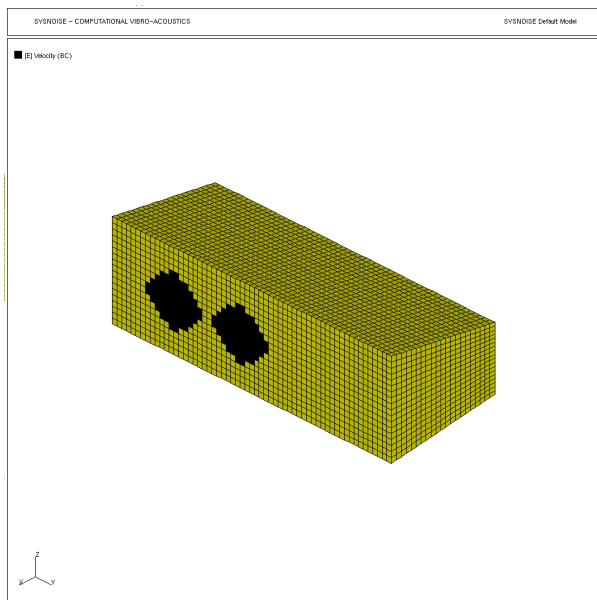 SYSNOISE - COMPUTATIONAL VIBRO-ACOUSTICS
SYSNOISE Default Model
[E] Velocity (BC)
Z
X
Y